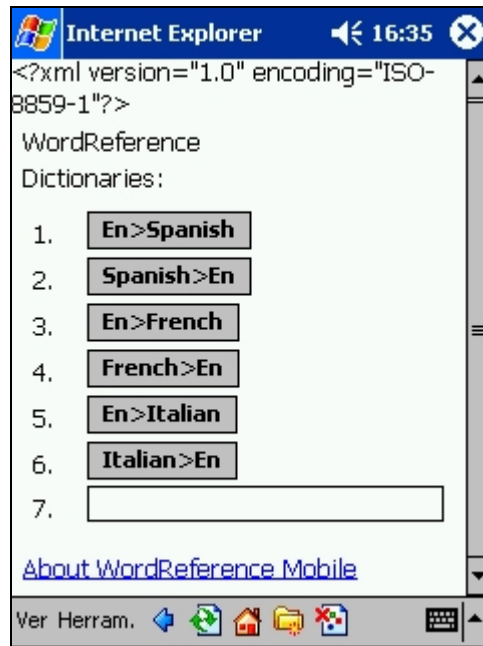 Internet Explorer 16:35
<?xml version="1.0" encoding="ISO-
8859-1"?>
WordReference
Dictionaries:
1. En>Spanish
2. Spanish>En
3. En>French
4. French>En
5. En>Italian
6. Italian>En
7.
About WordReference Mobile
Ver Herram.